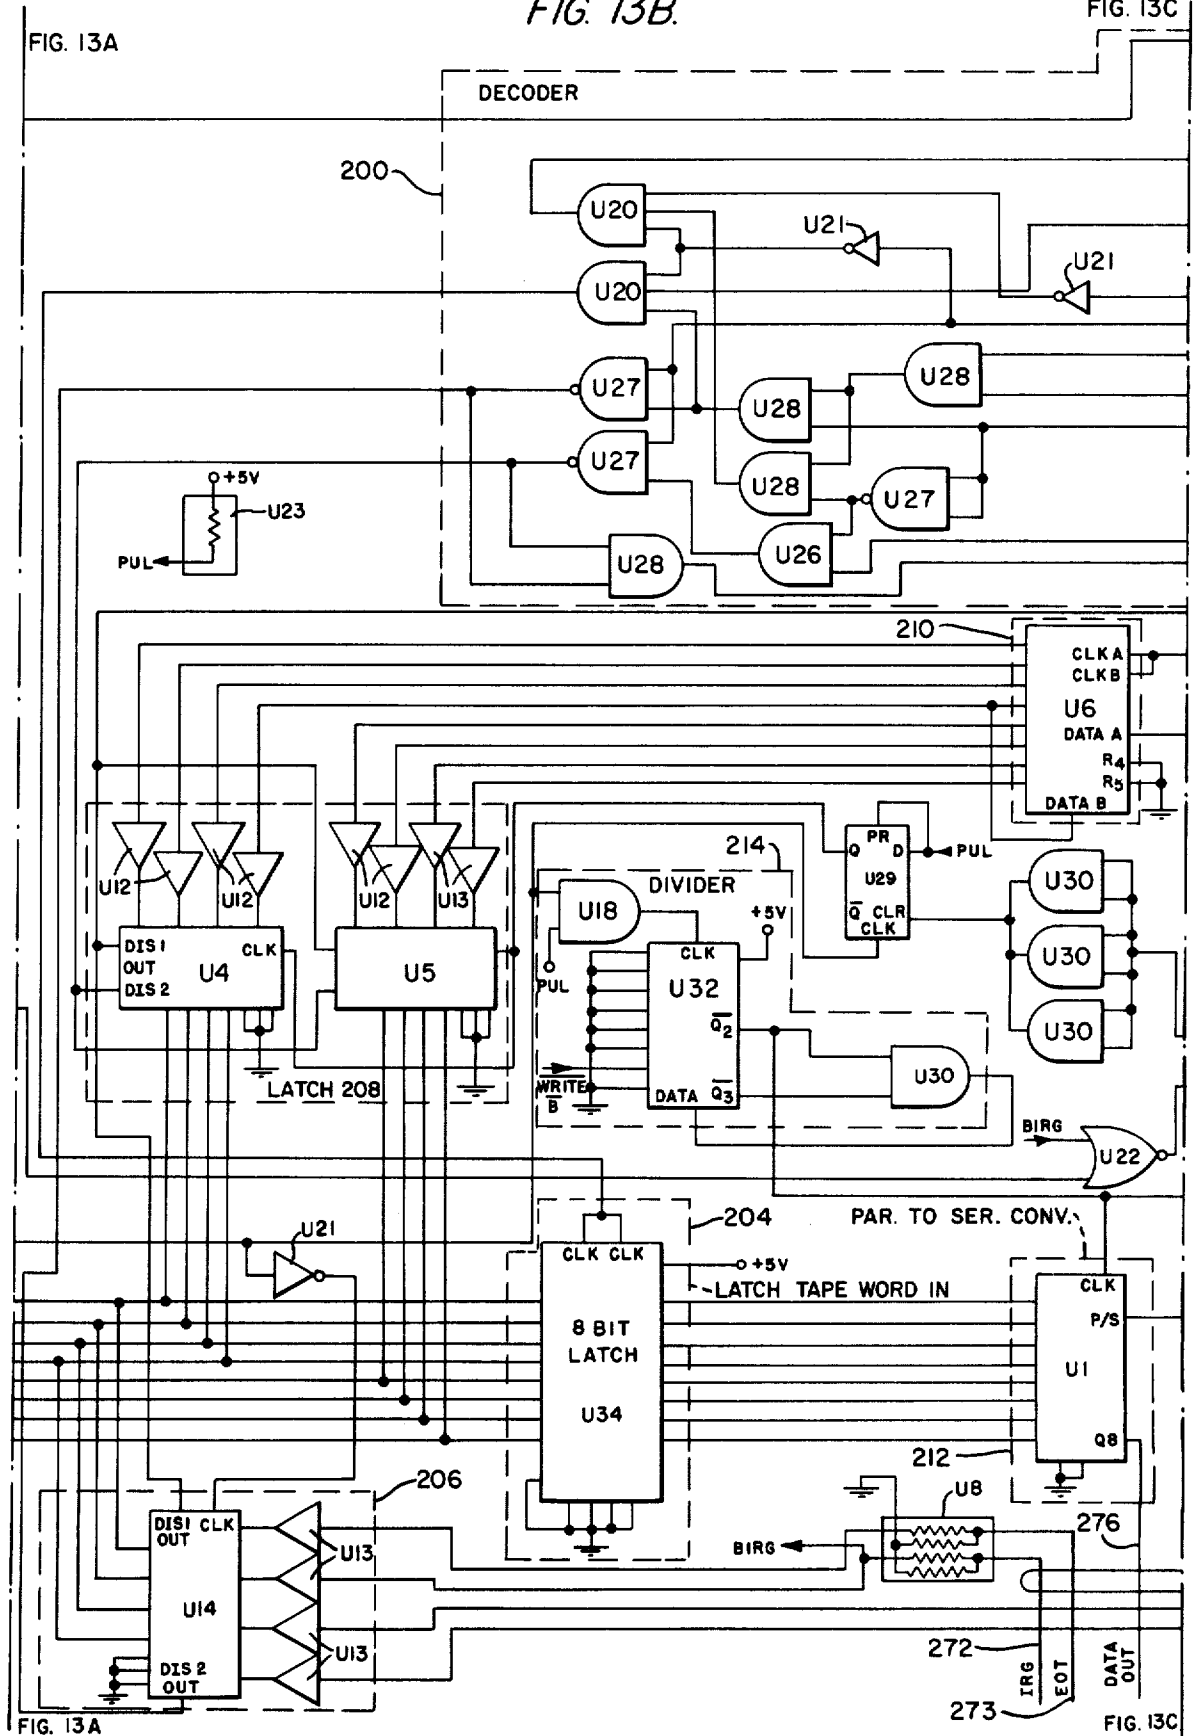 FIG. 13B.
FIG. 13C
FIG. 13A
DECODER
200
U20
U21
U21
U20
U27
U28
U28
U27
U28
U27
+5V
U23
PUL
U28
U26
210
CLK A
CLK B
U6
DATA A
R4
R5
DATA B
214
PR
Q D
PUL
U29
Q̅ CLR
CLK
U30
U30
U30
U12
U12
U12
U13
DIVIDER
U18
+5V
PUL
CLK
U32
Q̅2
DATA
Q̅3
WRITE
B̅
U30
DIS 1
OUT
DIS 2
CLK
U4
U5
LATCH 208
BIRG
U22
U21
204
PAR. TO SER. CONV.
CLK CLK
+5V
LATCH TAPE WORD IN
8 BIT
LATCH
U34
CLK
P/S
U1
Q8
212
206
DIS1 CLK
OUT
U13
U14
U13
DIS 2
OUT
BIRG
U8
276
272
IRG
EOT
DATA
OUT
273
FIG. 13A
FIG. 13C